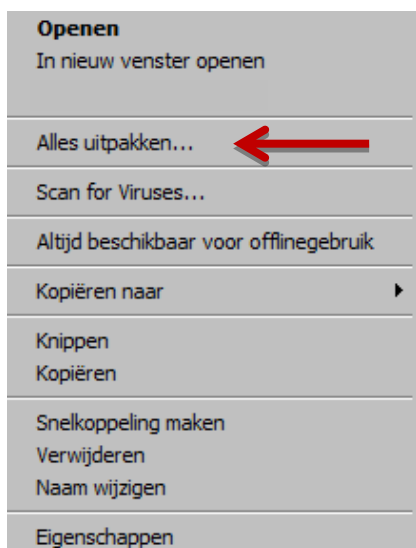 Openen
In nieuw venster openen
Alles uitpakken...
Scan for Viruses...
Altijd beschikbaar voor offlinegebruik
Kopiëren naar
Knippen
Kopiëren
Snelkoppeling maken
Verwijderen
Naam wijzigen
Eigenschappen